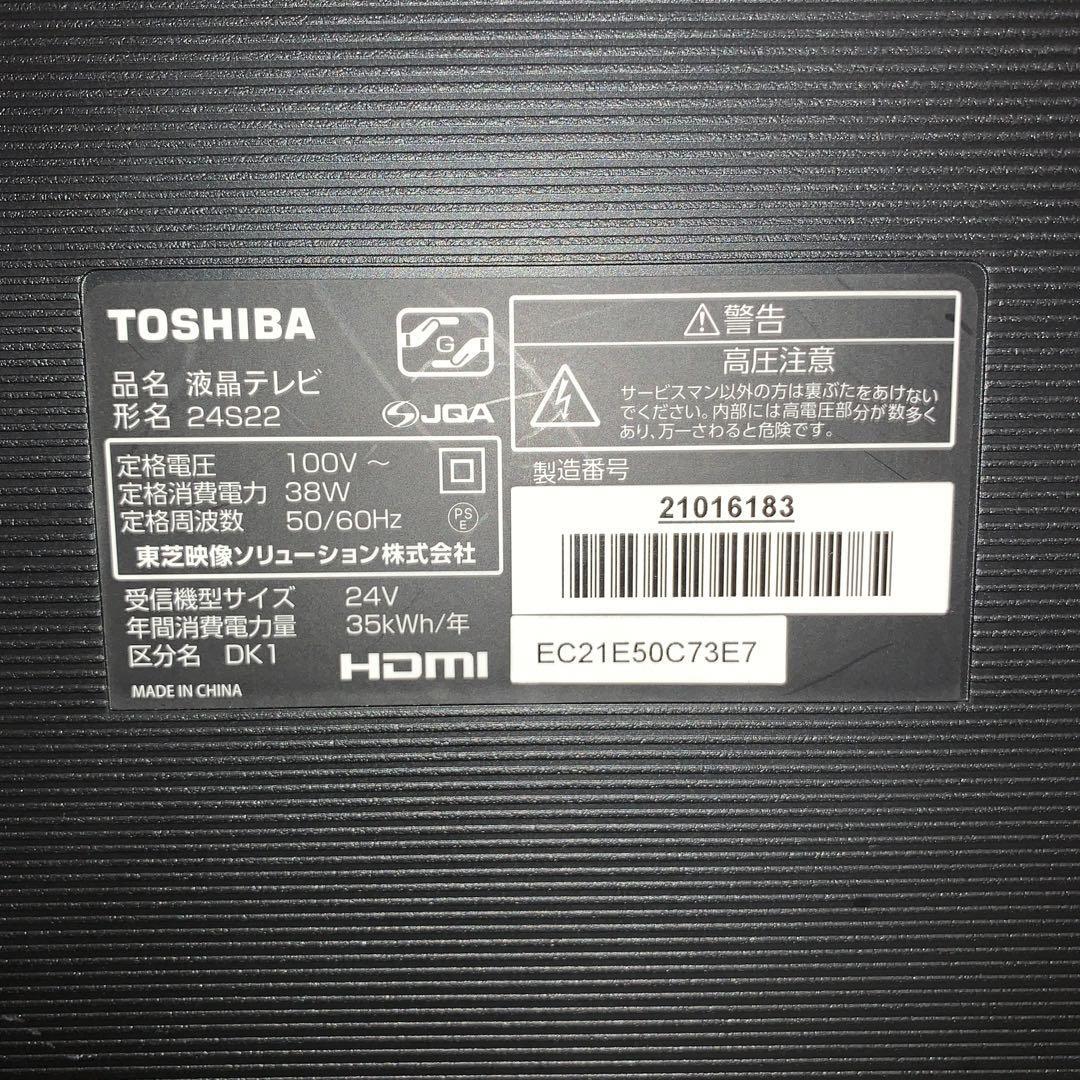 TOSHIBA
G
品名 液晶テレビ
形名 24S22
JQA
定格電圧 100V ～
定格消費電力 38W
定格周波数 50/60Hz
PS
E
東芝映像ソリューション株式会社
受信機型サイズ 24V
年間消費電力量 35kWh/年
区分名 DK1
HDMI
MADE IN CHINA
警告
高圧注意
サービスマン以外の方は裏ぶたをあけない
でください。内部には高電圧部分が数多く
あり、万一さわると危険です。
製造番号
21016183
EC21E50C73E7